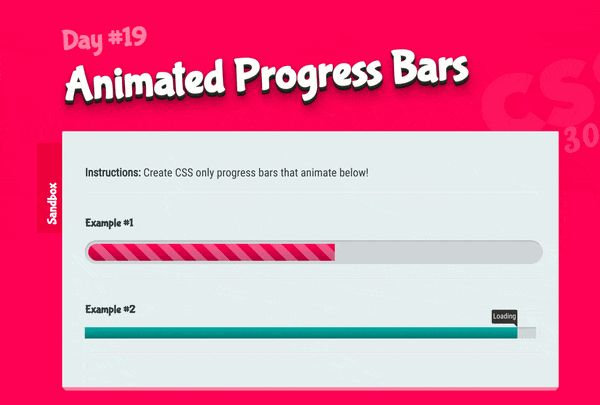 Day #19
Animated Progress Bars
CSS
30
Sandbox
Instructions: Create CSS only progress bars that animate below!
Example #1
Example #2
Loading